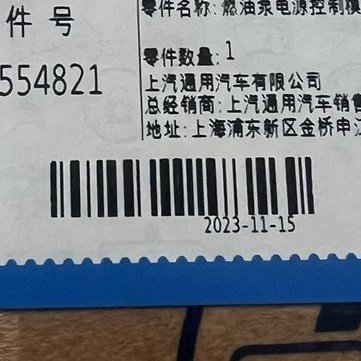 零件名称:燃油泵电源控制模
件号
554821
零件数量:1
上汽通用汽车有限公司
总经销商:上汽通用汽车销售
地址:上海浦东新区金桥申江
2023-11-15